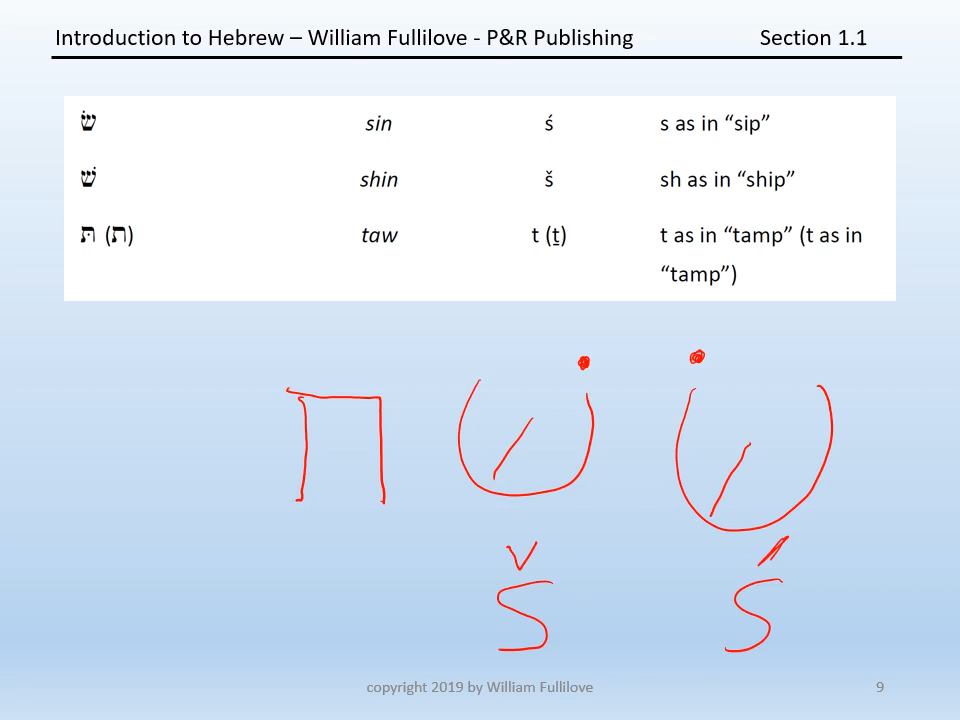 Introduction to Hebrew – William Fullilove - P&R Publishing Section 1.1
שׂ sin ś s as in “sip”
שׁ shin š sh as in “ship”
תּ (ת) taw t (ṯ) t as in “tamp” (t as in
“tamp”)
ת שׁ שׂ
š ś
copyright 2019 by William Fullilove 9